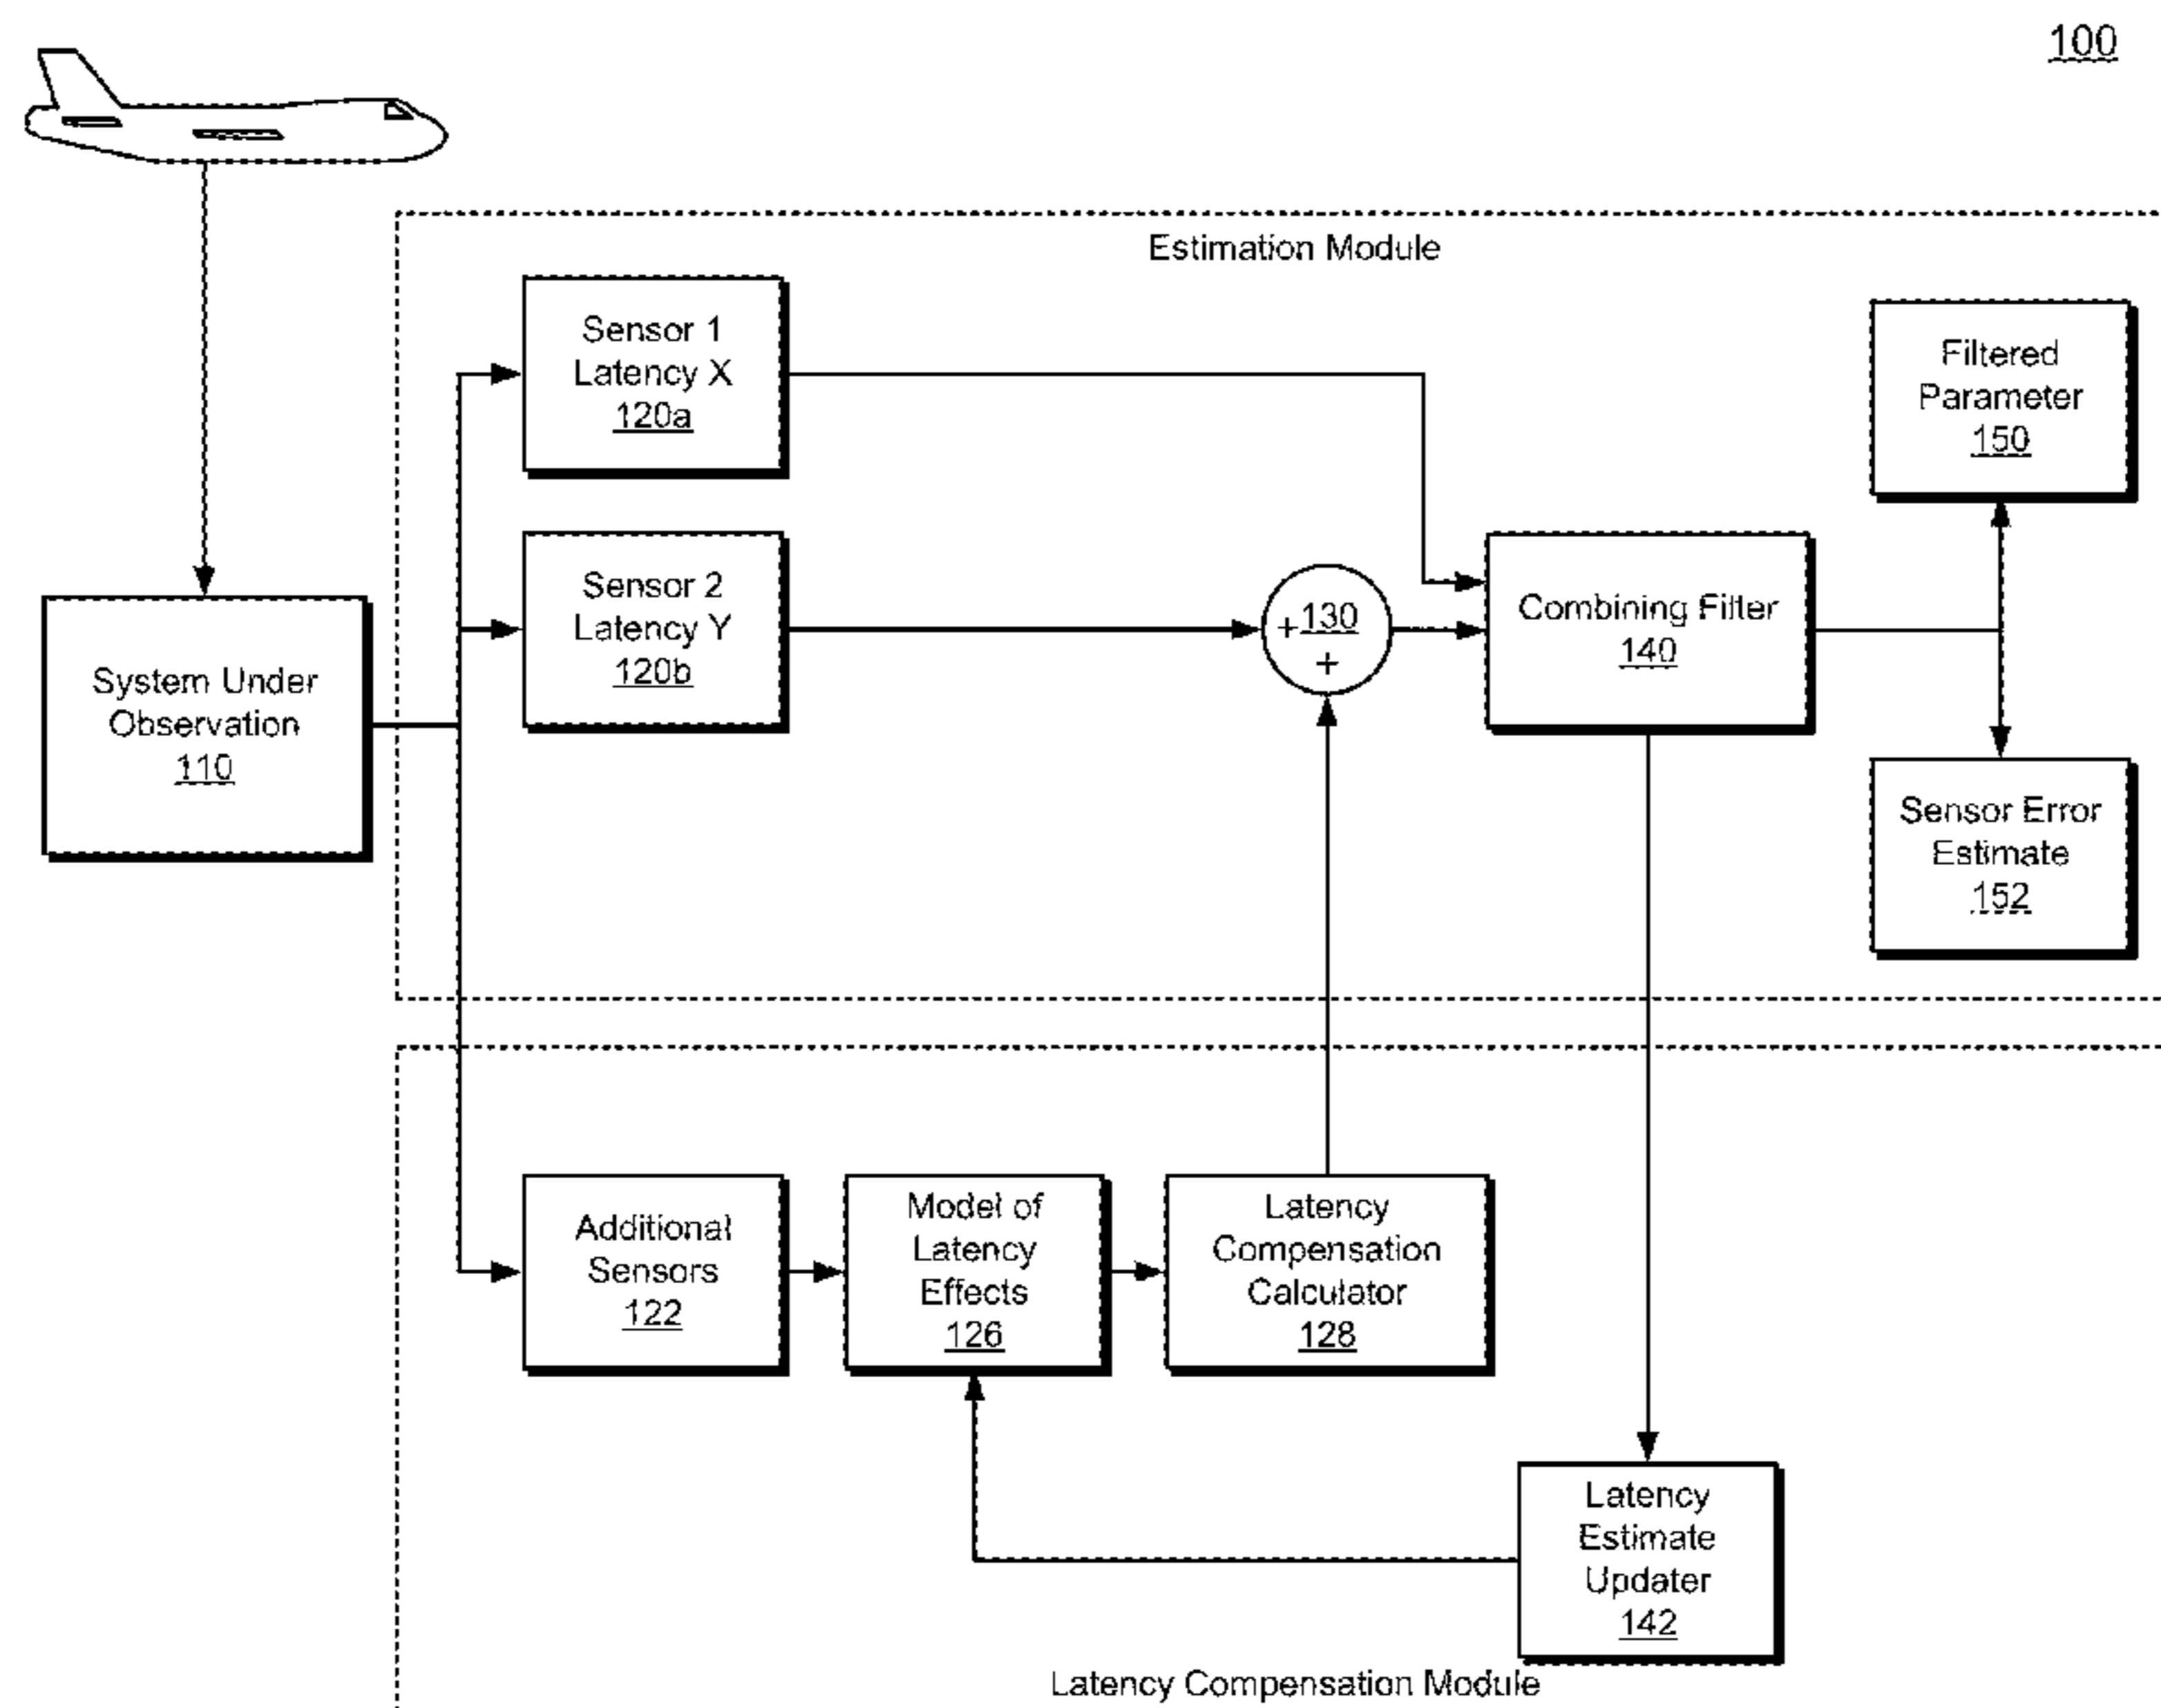 100
Estimation Module
Sensor 1
Latency X
120a
Filtered
Parameter
150
Sensor 2
Latency Y
120b
+130
+
Combining Filter
140
System Under
Observation
110
Sensor Error
Estimate
152
Additional
Sensors
122
Model of
Latency
Effects
126
Latency
Compensation
Calculator
128
Latency
Estimate
Updater
142
Latency Compensation Module